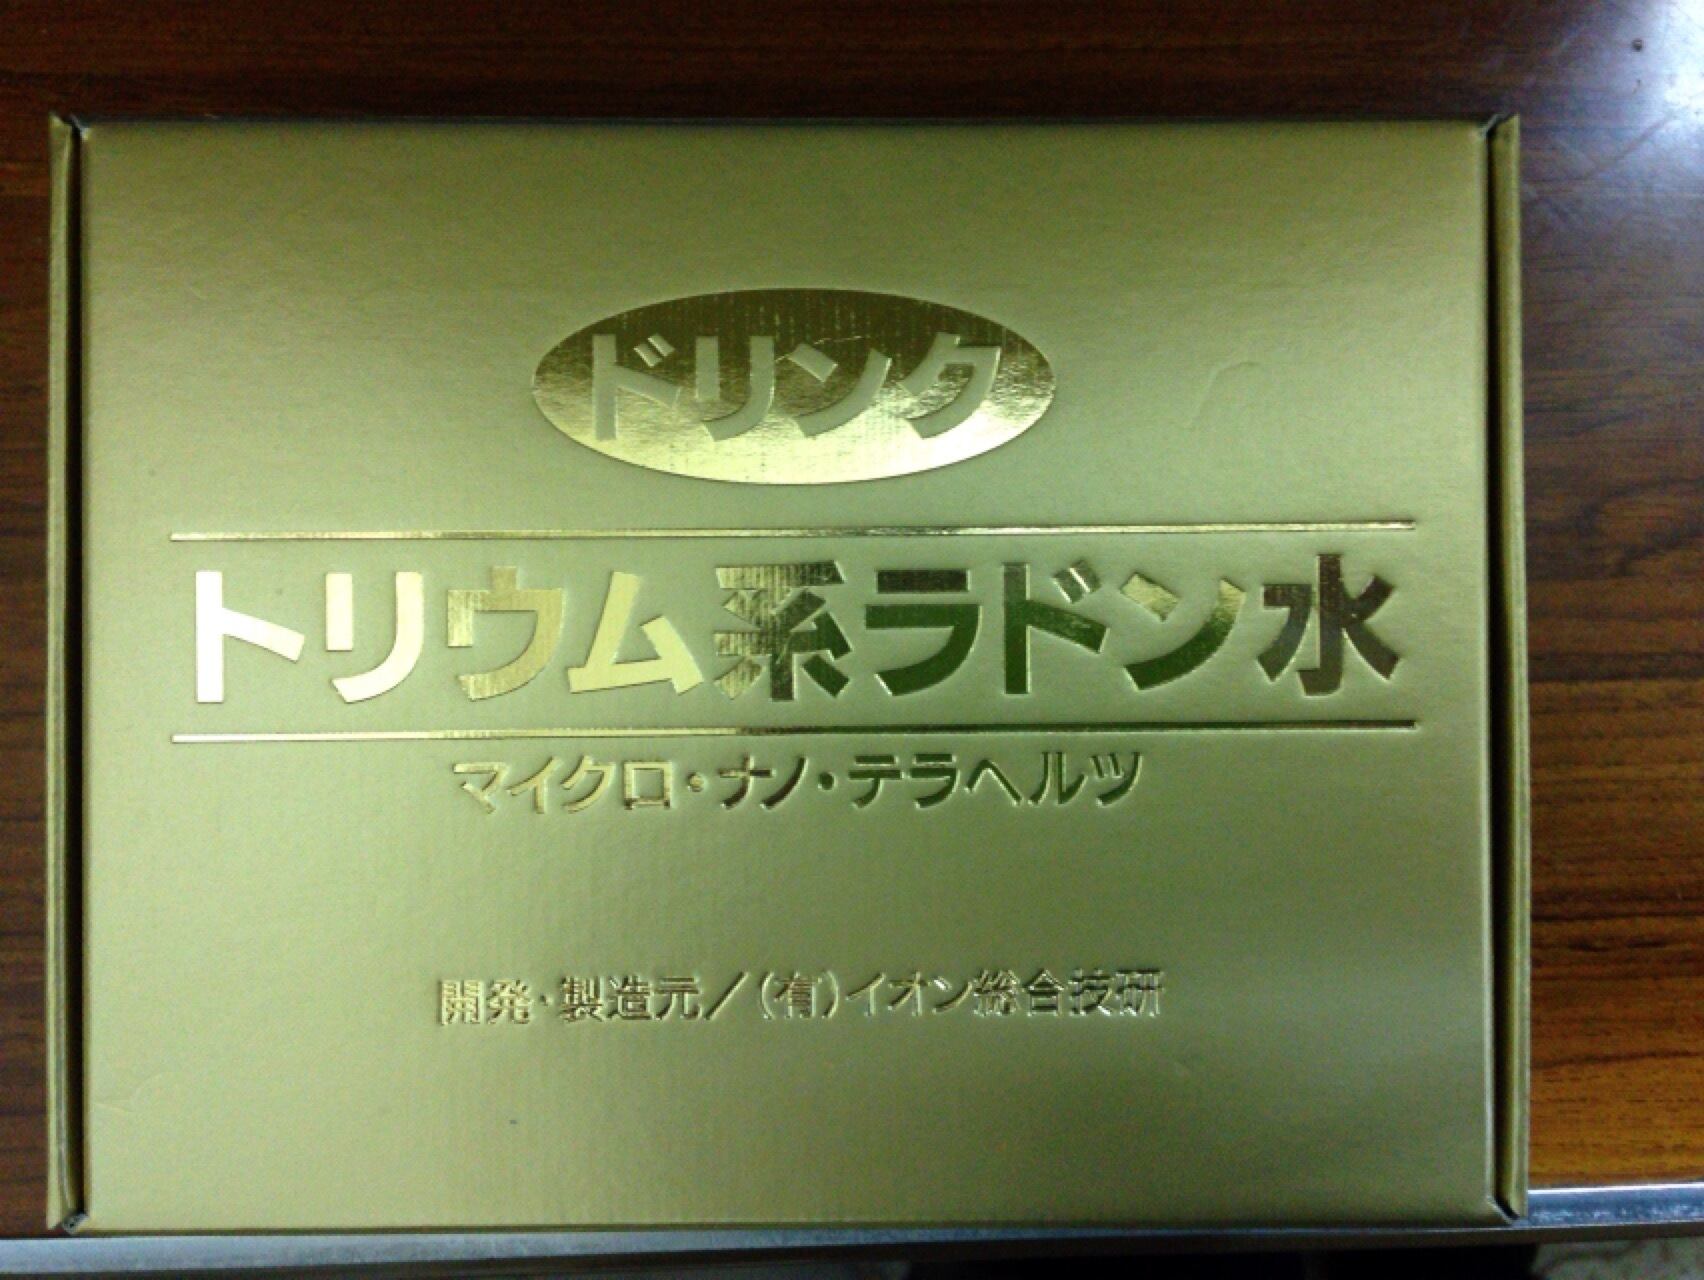 ドリンク
トリウム系ラドン水
マイクロ・ナノ・テラヘルツ
開発・製造元/(有)イオン総合技研